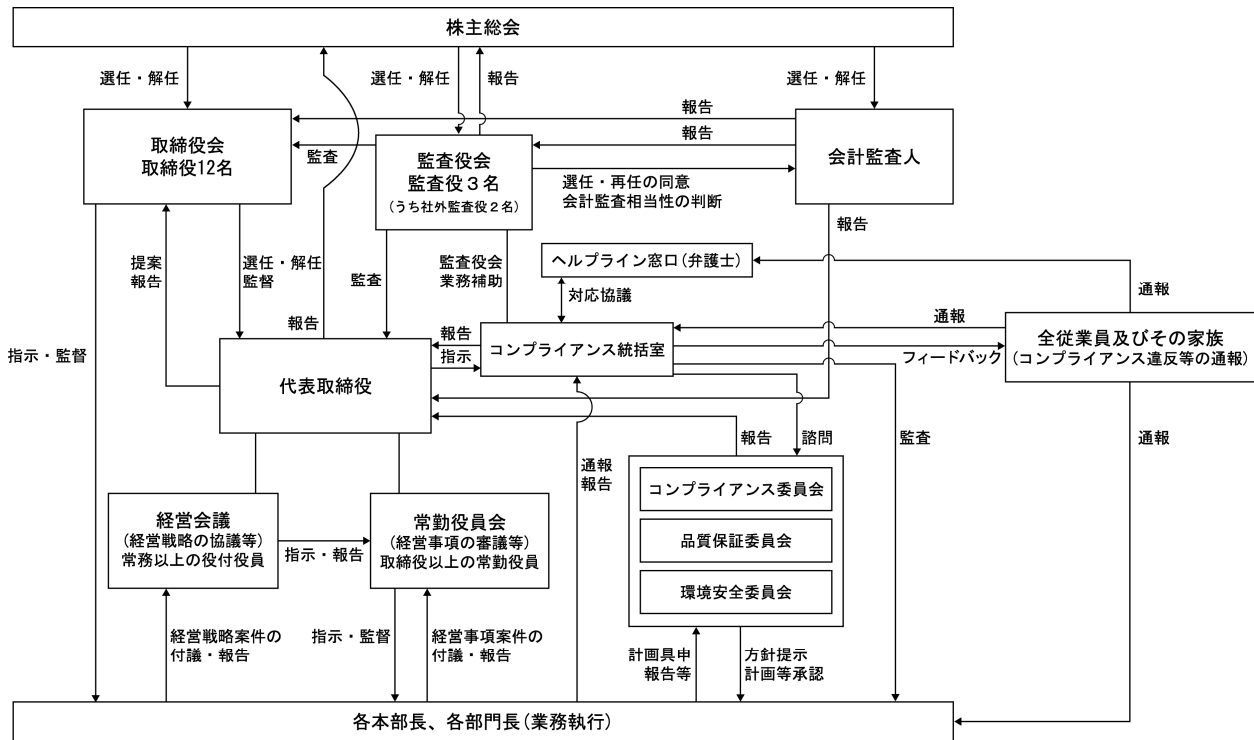 株主総会
選任・解任
選任・解任
報告
選任・解任
取締役会
取締役12名
報告
報告
監査
監査役会
監査役3名
(うち社外監査役2名)
会計監査人
選任・再任の同意
会計監査相当性の判断
報告
提案
報告
選任・解任
監督
監査
監査役会
業務補助
ヘルプライン窓口(弁護士)
対応協議
通報
報告
指示・監督
報告
指示
コンプライアンス統括室
通報
フィードバック
全従業員及びその家族
(コンプライアンス違反等の通報)
代表取締役
通報
報告
報告
諮問
監査
通報
コンプライアンス委員会
品質保証委員会
環境安全委員会
経営会議
(経営戦略の協議等)
常務以上の役付役員
指示・報告
常勤役員会
(経営事項の審議等)
取締役以上の常勤役員
経営戦略案件の
付議・報告
指示・監督
経営事項案件の
付議・報告
計画具申
報告等
方針提示
計画等承認
各本部長、各部門長(業務執行)